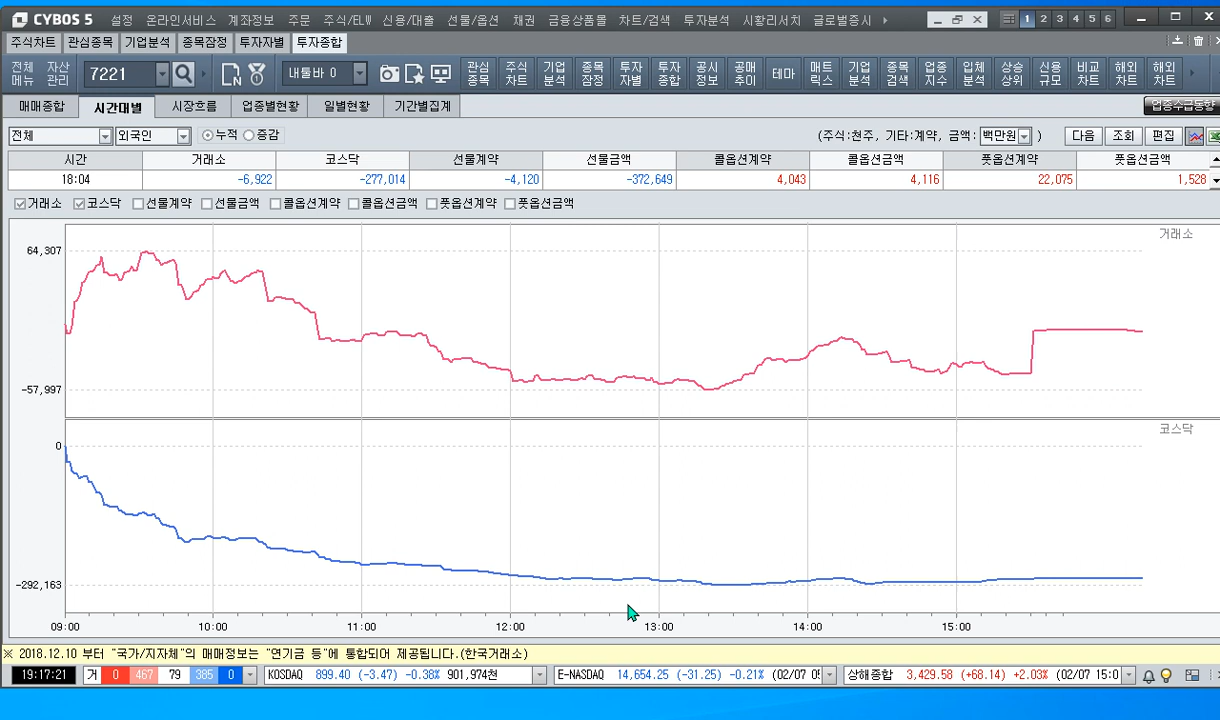 CYBOS 5 설정 온라인서비스 계좌정보 주문 주식/ELW 신용/대출 선물/옵션 채권 금융상품몰 차트/검색 투자분석 시황리서치 글로벌증시 1 2 3 4 5 6
주식차트 관심종목 기업분석 종목잠정 투자자별 투자종합
전체 메뉴 자산 관리 7221 N 내툴바 0 관심 종목 주식 차트 기업 분석 종목 잠정 투자 자별 투자 종합 공시 정보 공매 추이 테마 매트 릭스 기업 분석 종목 검색 업종 지수 입체 분석 상승 상위 신용 규모 비교 차트 해외 차트 해외 차트
매매종합 시간대별 시장흐름 업종별현황 일별현황 기간별집계 업종수급동향
전체 외국인 누적 증감 (주식:천주, 기타:계약, 금액: 백만원 ) 다음 조회 편집
시간 거래소 코스닥 선물계약 선물금액 콜옵션계약 콜옵션금액 풋옵션계약 풋옵션금액
18:04 -6,922 -277,014 -4,120 -372,649 4,043 4,116 22,075 1,528
거래소 코스닥 선물계약 선물금액 콜옵션계약 콜옵션금액 풋옵션계약 풋옵션금액
거래소
64,307
-57,997
코스닥
0
-292,163
09:00 10:00 11:00 12:00 13:00 14:00 15:00
※ 2018.12.10 부터 "국가/지자체"의 매매정보는 "연기금 등"에 통합되어 제공됩니다.(한국거래소)
19:17:21 거 0 467 79 385 0 KOSDAQ 899.40 (-3.47) -0.38% 901,974천 E-NASDAQ 14,654.25 (-31.25) -0.21% (02/07 상해종합 3,429.58 (+68.14) +2.03% (02/07 15:0